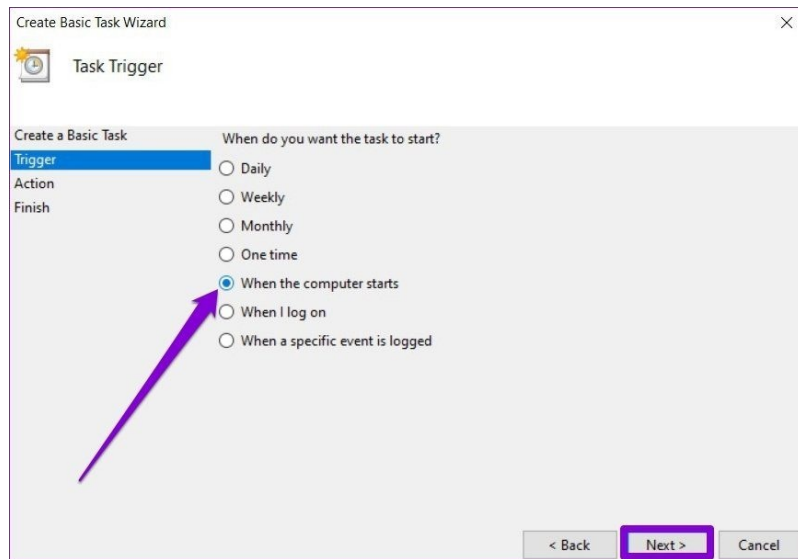 Create Basic Task Wizard
Task Trigger
Create a Basic Task
Trigger
Action
Finish
When do you want the task to start?
Daily
Weekly
Monthly
One time
When the computer starts
When I log on
When a specific event is logged
< Back
Next >
Cancel